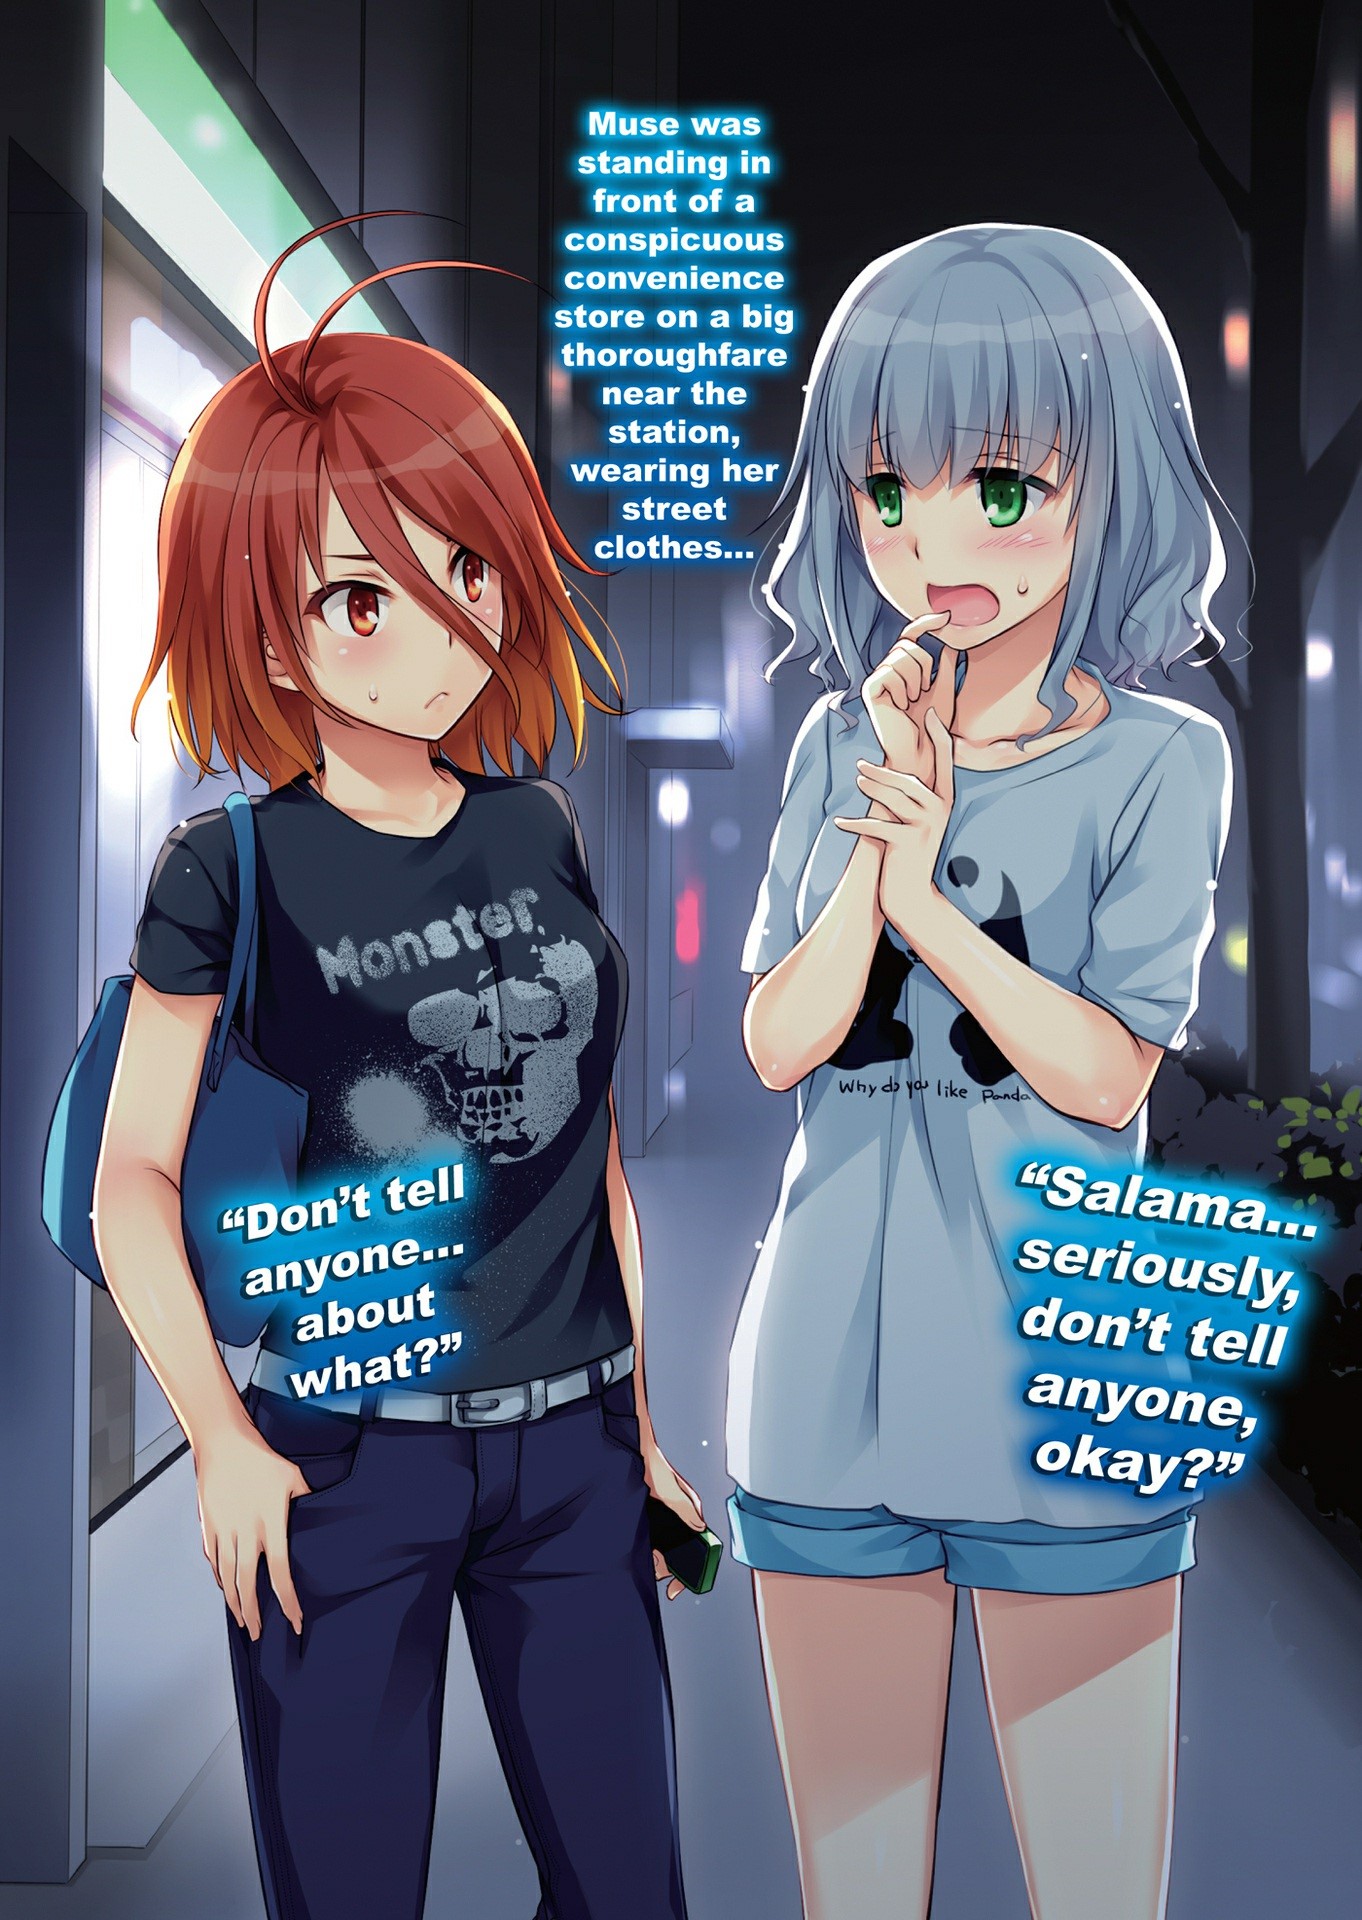 Muse was
standing in
front of a
conspicuous
convenience
store on a big
thoroughfare
near the
station,
wearing her
street
clothes...
Monster.
Why do you like Panda
“Salama...
seriously,
don't tell
anyone,
okay?”
“Don't tell
anyone...
about
what?”